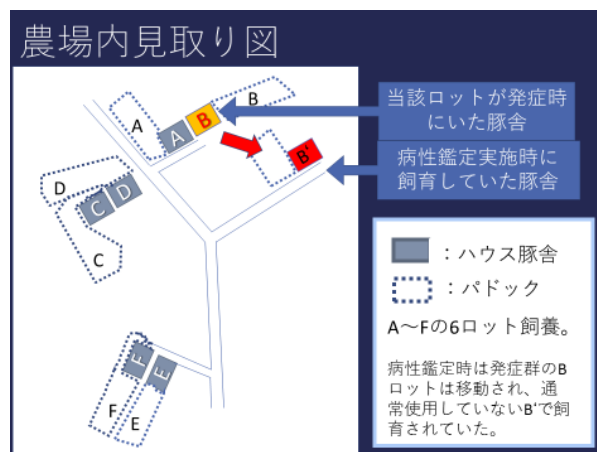 農場内見取り図
A
A
B
B
B'
D
C
D
C
F
E
F
E
当該ロットが発症時
にいた豚舎
病性鑑定実施時に
飼育していた豚舎
：ハウス豚舎
：パドック
A～Fの6ロット飼養。
病性鑑定時は発症群のB
ロットは移動され、通
常使用していないB'で飼
育されていた。